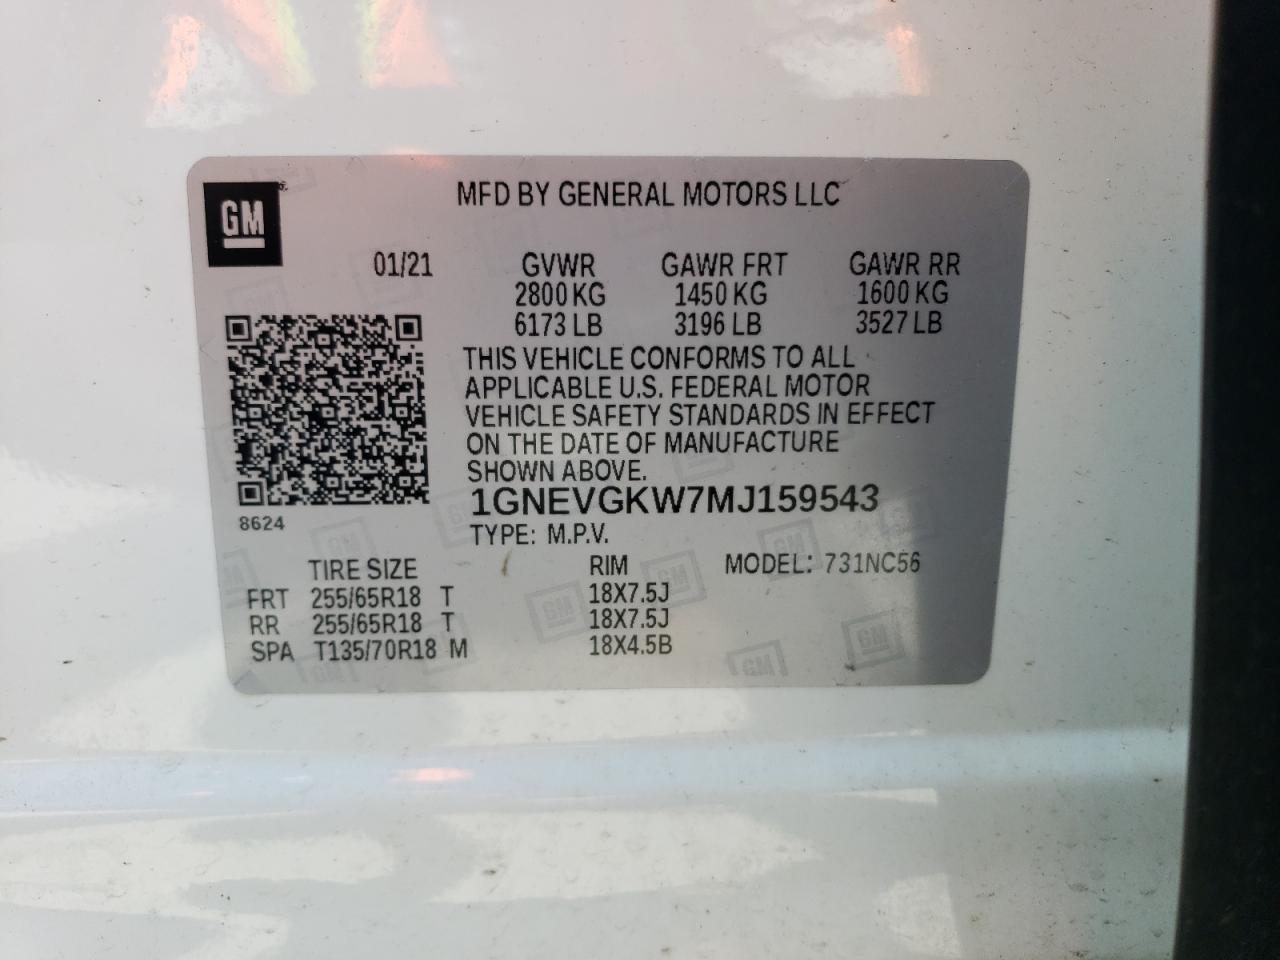 MFD BY GENERAL MOTORS LLC
GM
01/21 GVWR GAWR FRT GAWR RR
2800 KG 1450 KG 1600 KG
6173 LB 3196 LB 3527 LB
THIS VEHICLE CONFORMS TO ALL
APPLICABLE U.S. FEDERAL MOTOR
VEHICLE SAFETY STANDARDS IN EFFECT
ON THE DATE OF MANUFACTURE
SHOWN ABOVE.
1GNEVGKW7MJ159543
8624
TYPE: M.P.V.
TIRE SIZE RIM MODEL: 731NC56
FRT 255/65R18 T 18X7.5J
RR 255/65R18 T 18X7.5J
SPA T135/70R18 M 18X4.5B